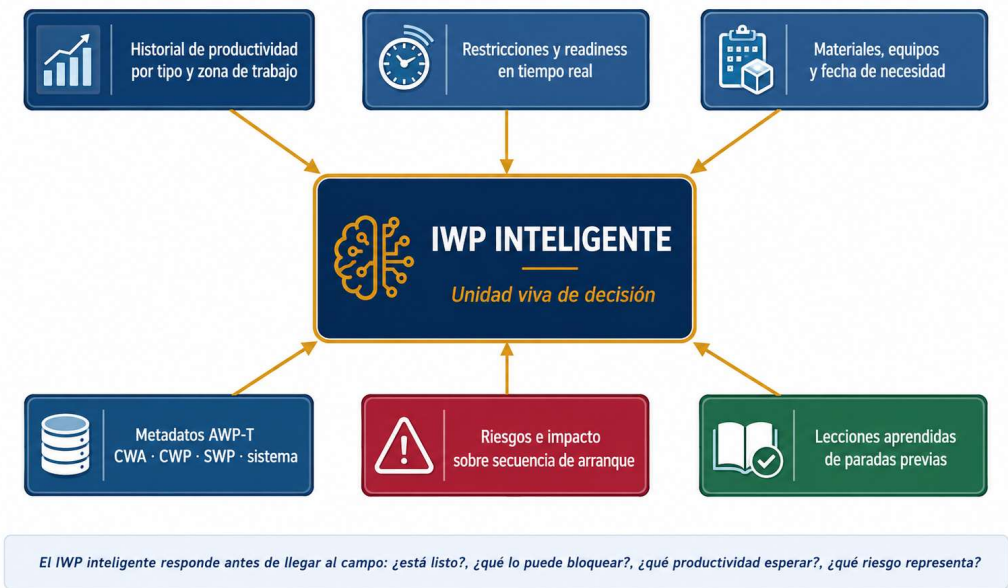 Historial de productividad
por tipo y zona de trabajo
Restricciones y readiness
en tiempo real
Materiales, equipos
y fecha de necesidad
IWP INTELIGENTE
Unidad viva de decisión
Metadatos AWP-T
CWA · CWP · SWP · sistema
Riesgos e impacto
sobre secuencia de arranque
Lecciones aprendidas
de paradas previas
El IWP inteligente responde antes de llegar al campo: ¿está listo?, ¿qué lo puede bloquear?, ¿qué productividad esperar?, ¿qué riesgo representa?